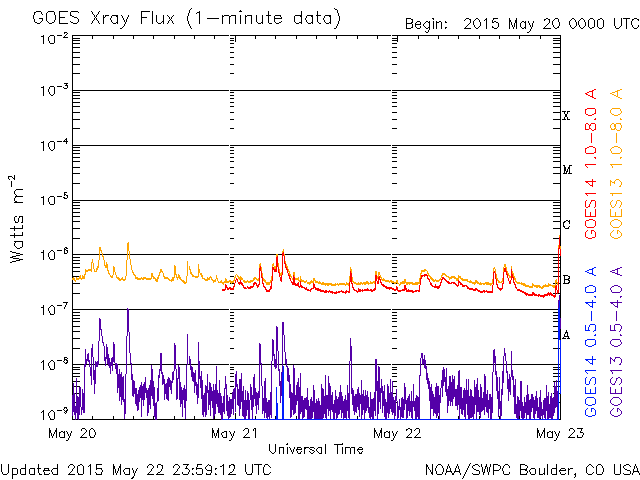 GOES Xray Flux (1-minute data)
Begin: 2015 May 20 0000 UTC
10-2
10-3
10-4
10-5
10-6
10-7
10-8
10-9
Watts m-2
X
M
C
B
A
GOES14 1.0-8.0 A
GOES13 1.0-8.0 A
GOES14 0.5-4.0 A
GOES13 0.5-4.0 A
May 20
May 21
May 22
May 23
Universal Time
Updated 2015 May 22 23:59:12 UTC
NOAA/SWPC Boulder, CO USA